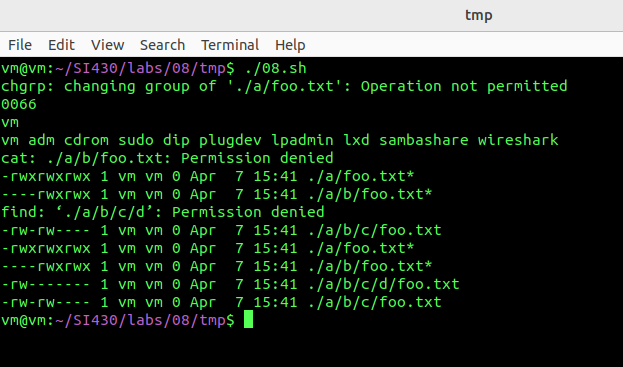 tmp
File Edit View Search Terminal Help
vm@vm:~/SI430/labs/08/tmp$ ./08.sh
chgrp: changing group of './a/foo.txt': Operation not permitted
0066
vm
vm adm cdrom sudo dip plugdev lpadmin lxd sambashare wireshark
cat: ./a/b/foo.txt: Permission denied
-rwxrwxrwx 1 vm vm 0 Apr  7 15:41 ./a/foo.txt*
----rwxrwx 1 vm vm 0 Apr  7 15:41 ./a/b/foo.txt*
find: ‘./a/b/c/d’: Permission denied
-rw-rw---- 1 vm vm 0 Apr  7 15:41 ./a/b/c/foo.txt
-rwxrwxrwx 1 vm vm 0 Apr  7 15:41 ./a/foo.txt*
----rwxrwx 1 vm vm 0 Apr  7 15:41 ./a/b/foo.txt*
-rw------- 1 vm vm 0 Apr  7 15:41 ./a/b/c/d/foo.txt
-rw-rw---- 1 vm vm 0 Apr  7 15:41 ./a/b/c/foo.txt
vm@vm:~/SI430/labs/08/tmp$